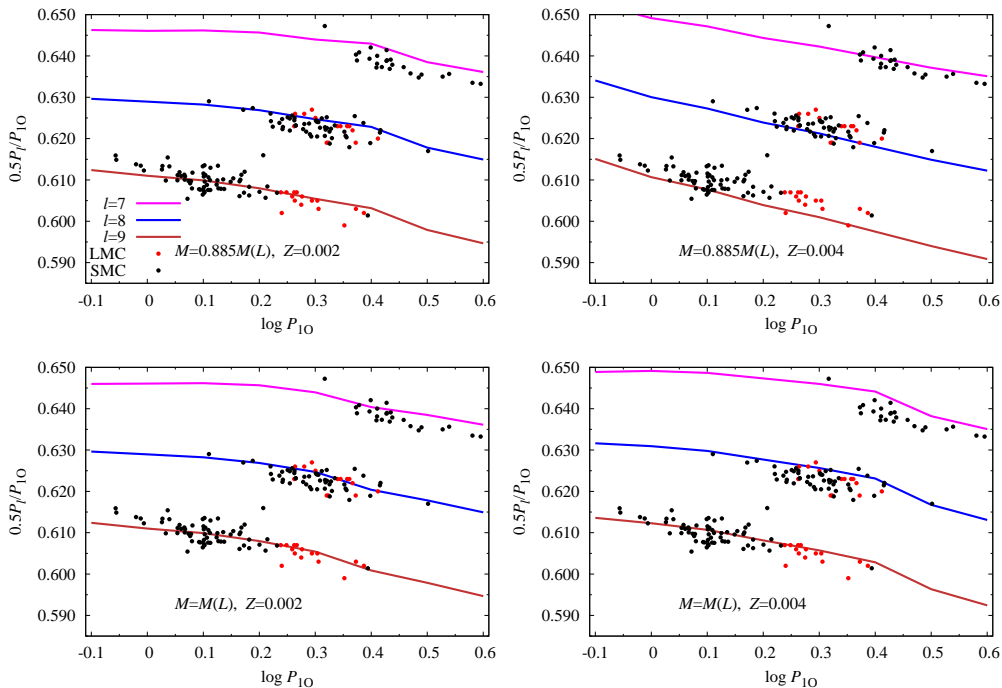 0.650
0.640
0.630
0.620
0.610
0.600
0.590
0.5P_l/P_1O
l=7
l=8
l=9
LMC
SMC
M=0.885M(L), Z=0.002
-0.1 0 0.1 0.2 0.3 0.4 0.5 0.6
log P_1O
0.650
0.640
0.630
0.620
0.610
0.600
0.590
0.5P_l/P_1O
M=0.885M(L), Z=0.004
-0.1 0 0.1 0.2 0.3 0.4 0.5 0.6
log P_1O
0.650
0.640
0.630
0.620
0.610
0.600
0.590
0.5P_l/P_1O
M=M(L), Z=0.002
-0.1 0 0.1 0.2 0.3 0.4 0.5 0.6
log P_1O
0.650
0.640
0.630
0.620
0.610
0.600
0.590
0.5P_l/P_1O
M=M(L), Z=0.004
-0.1 0 0.1 0.2 0.3 0.4 0.5 0.6
log P_1O